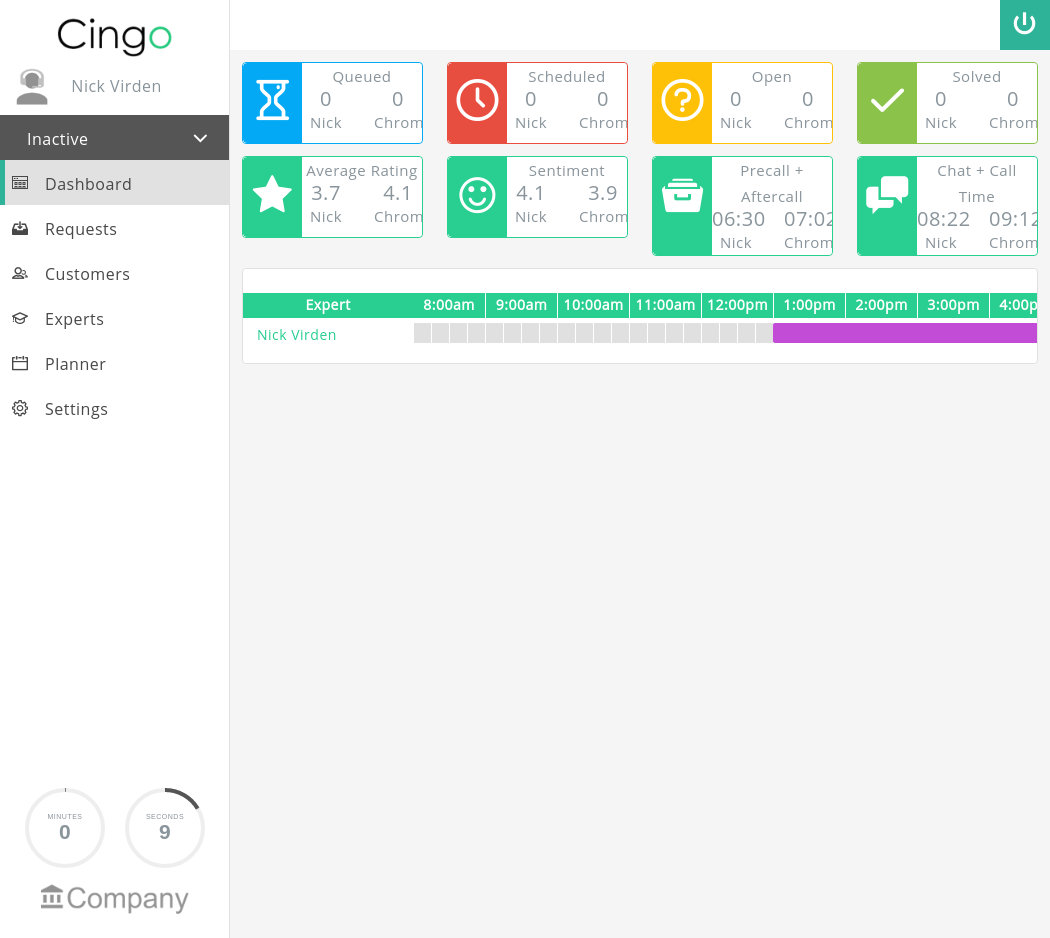 Cingo
Nick Virden
Inactive
Dashboard
Requests
Customers
Experts
Planner
Settings
MINUTES
0
SECONDS
9
Company
Queued
0 0
Nick Chrom
Scheduled
0 0
Nick Chrom
Open
0 0
Nick Chrom
Solved
0 0
Nick Chrom
Average Rating
3.7 4.1
Nick Chrom
Sentiment
4.1 3.9
Nick Chrom
Precall +
Aftercall
06:30 07:02
Nick Chrom
Chat + Call
Time
08:22 09:12
Nick Chrom
Expert 8:00am 9:00am 10:00am 11:00am 12:00pm 1:00pm 2:00pm 3:00pm 4:00p
Nick Virden